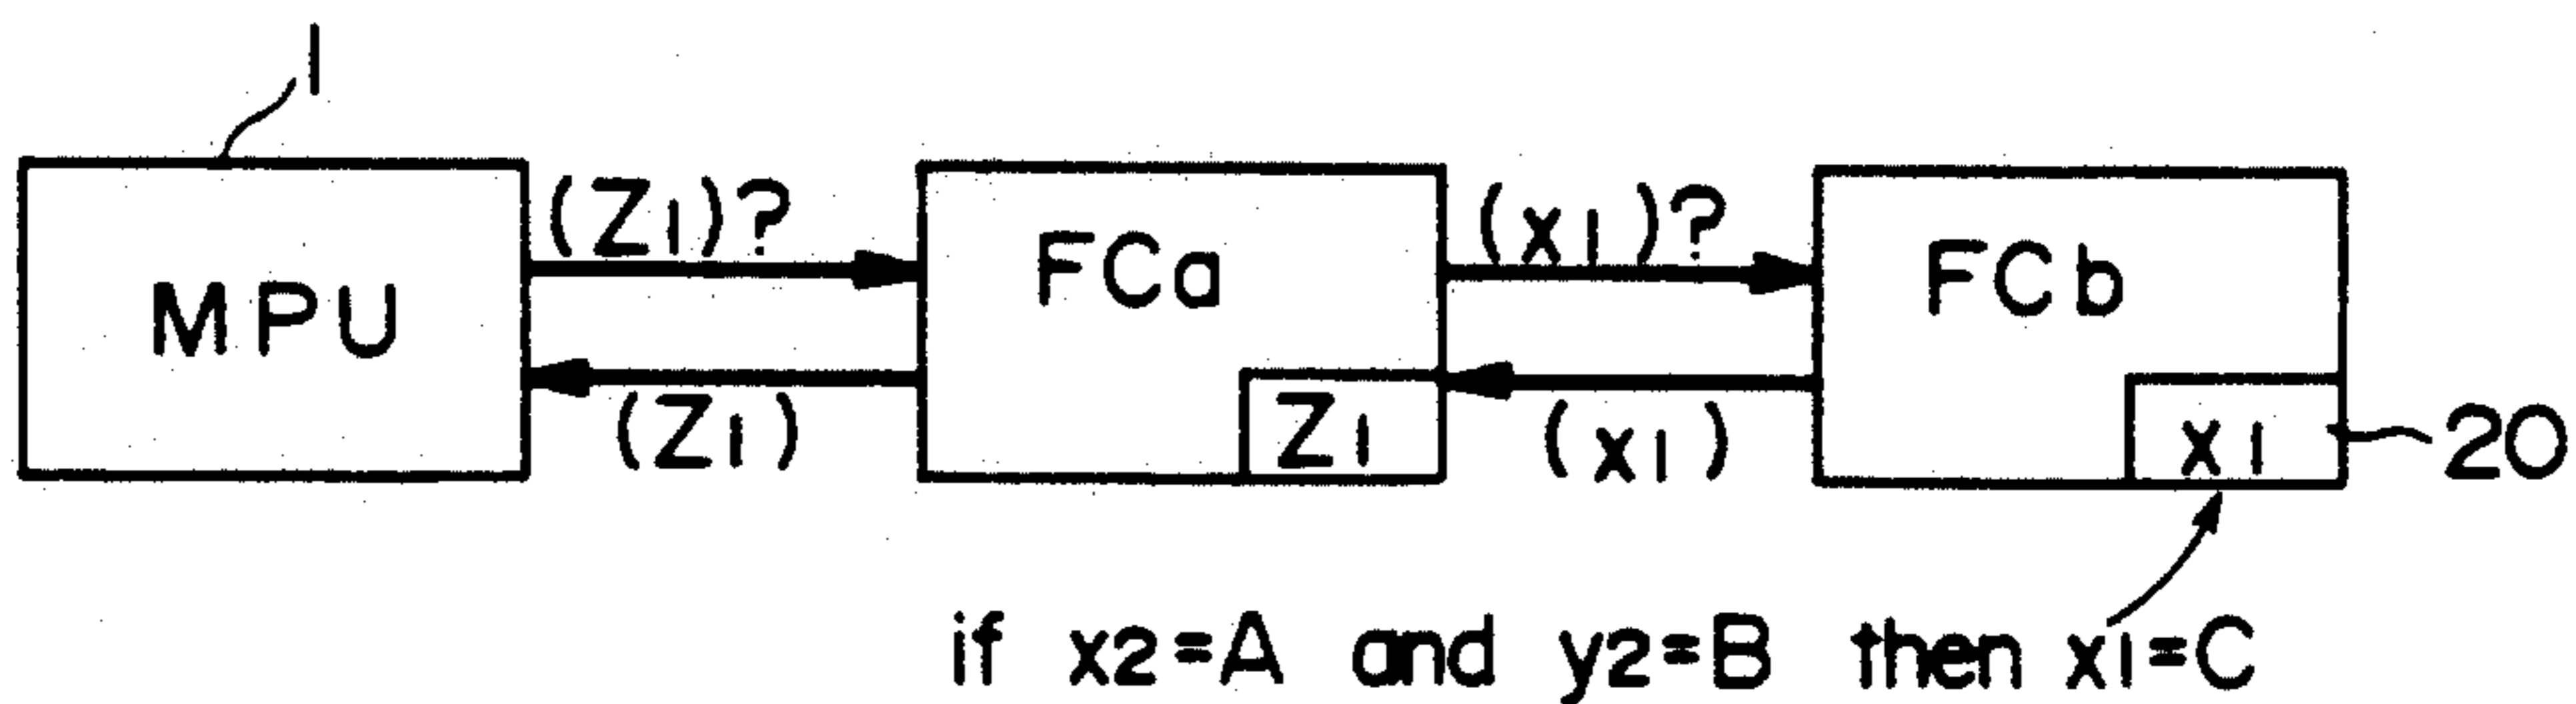 1
(Z1)?
(x1)?
MPU
FCa
FCb
(Z1)
Z1
(x1)
x1
20
if x2=A and y2=B then x1=C